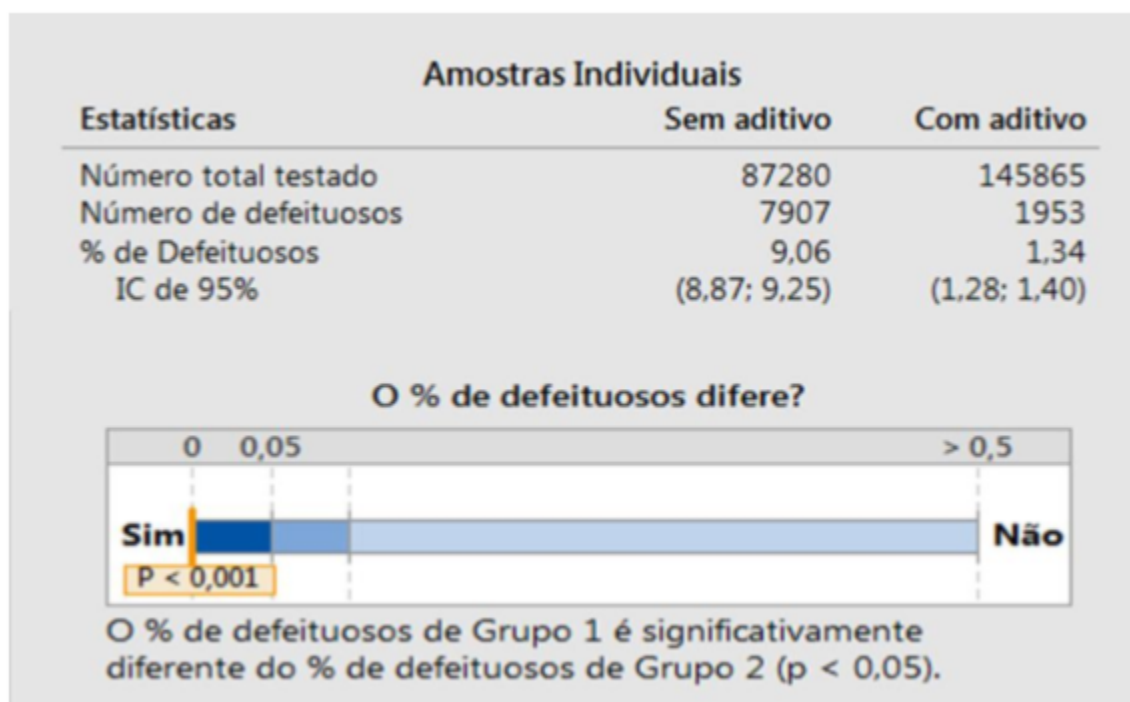 Amostras Individuais
Estatísticas Sem aditivo Com aditivo
Número total testado 87280 145865
Número de defeituosos 7907 1953
% de Defeituosos 9,06 1,34
IC de 95% (8,87; 9,25) (1,28; 1,40)
O % de defeituosos difere?
0 0,05 > 0,5
Sim Não
P < 0,001
O % de defeituosos de Grupo 1 é significativamente
diferente do % de defeituosos de Grupo 2 (p < 0,05).